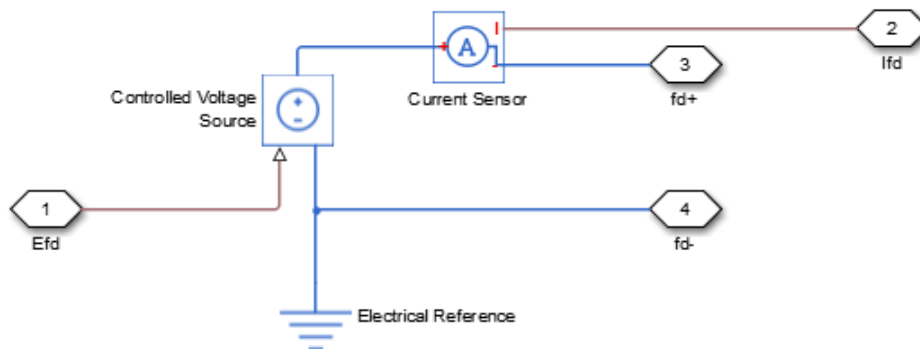 I
2
A
+
-
3
Ifd
Controlled Voltage
Source
+
-
Current Sensor
fd+
1
4
Efd
fd-
Electrical Reference